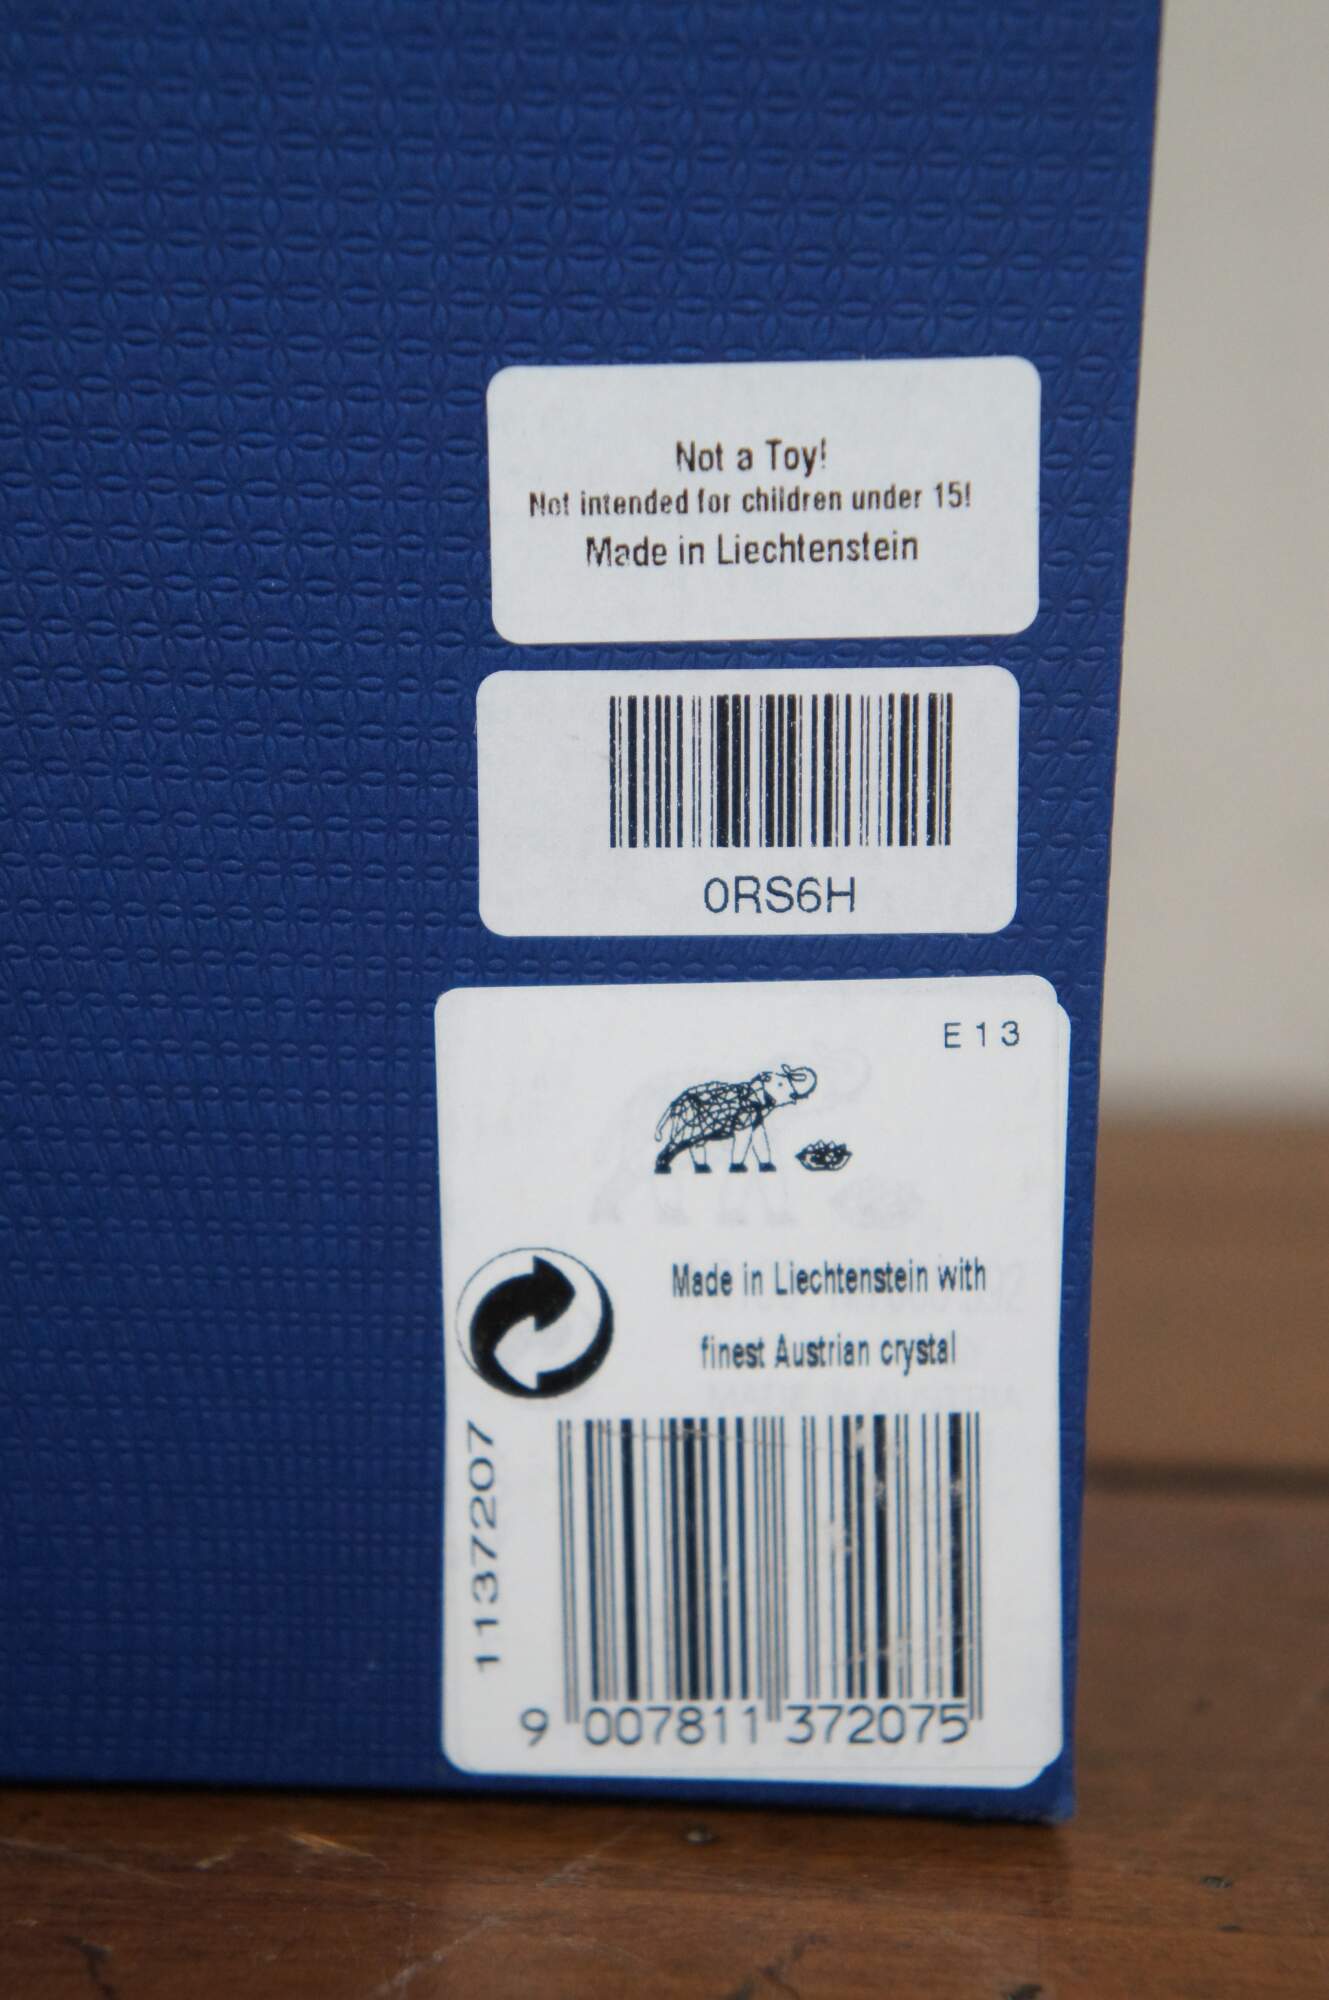 Not a Toy!
Not intended for children under 15!
Made in Liechtenstein
0RS6H
E13
Made in Liechtenstein with
finest Austrian crystal
1137207
9 007811 372075